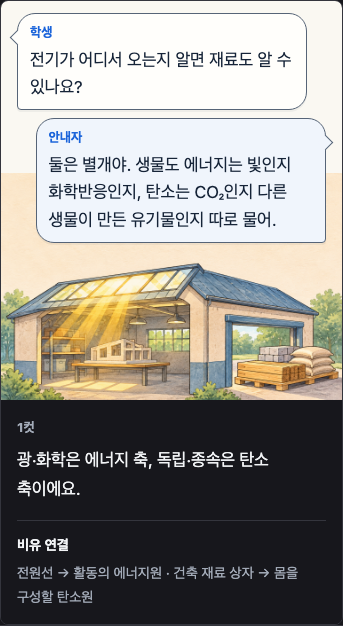 학생
전기가 어디서 오는지 알면 재료도 알 수
있나요?
안내자
둘은 별개야. 생물도 에너지는 빛인지
화학반응인지, 탄소는 CO₂인지 다른
생물이 만든 유기물인지 따로 물어.
1컷
광·화학은 에너지 축, 독립·종속은 탄소
축이에요.
비유 연결
전원선 → 활동의 에너지원 · 건축 재료 상자 → 몸을
구성할 탄소원